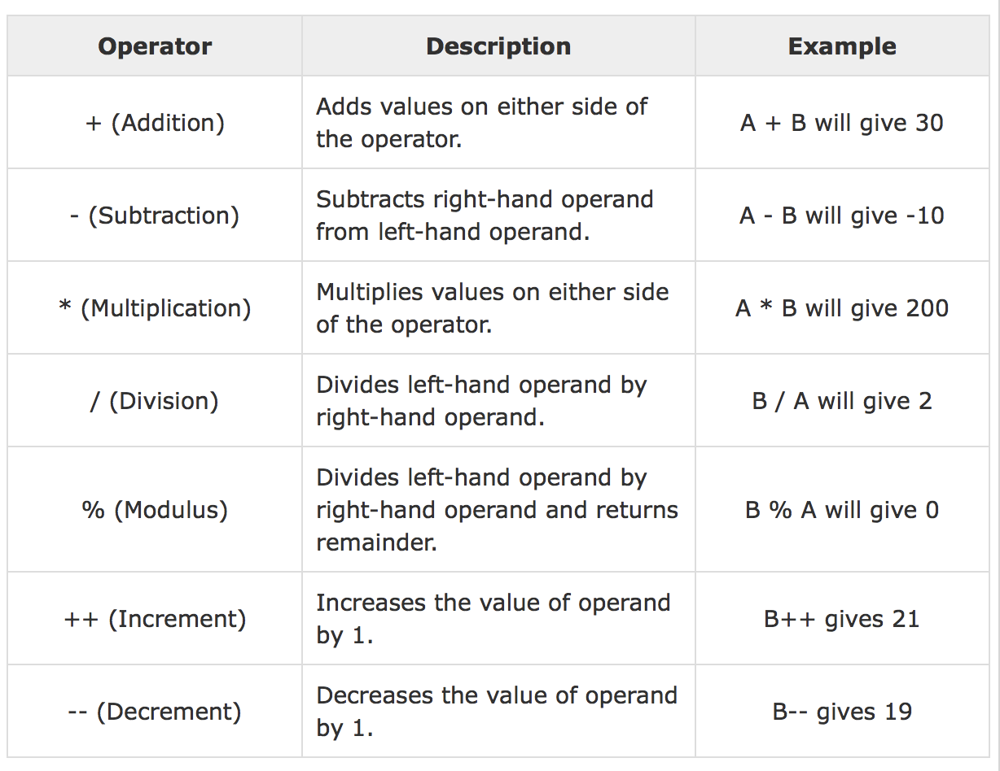 Operator Description Example
+ (Addition)
Adds values on either side of
the operator.
A + B will give 30
- (Subtraction)
Subtracts right-hand operand
from left-hand operand.
A - B will give -10
* (Multiplication)
Multiplies values on either side
of the operator.
A * B will give 200
/ (Division)
Divides left-hand operand by
right-hand operand.
B / A will give 2
% (Modulus)
Divides left-hand operand by
right-hand operand and returns
remainder.
B % A will give 0
++ (Increment)
Increases the value of operand
by 1.
B++ gives 21
-- (Decrement)
Decreases the value of operand
by 1.
B-- gives 19